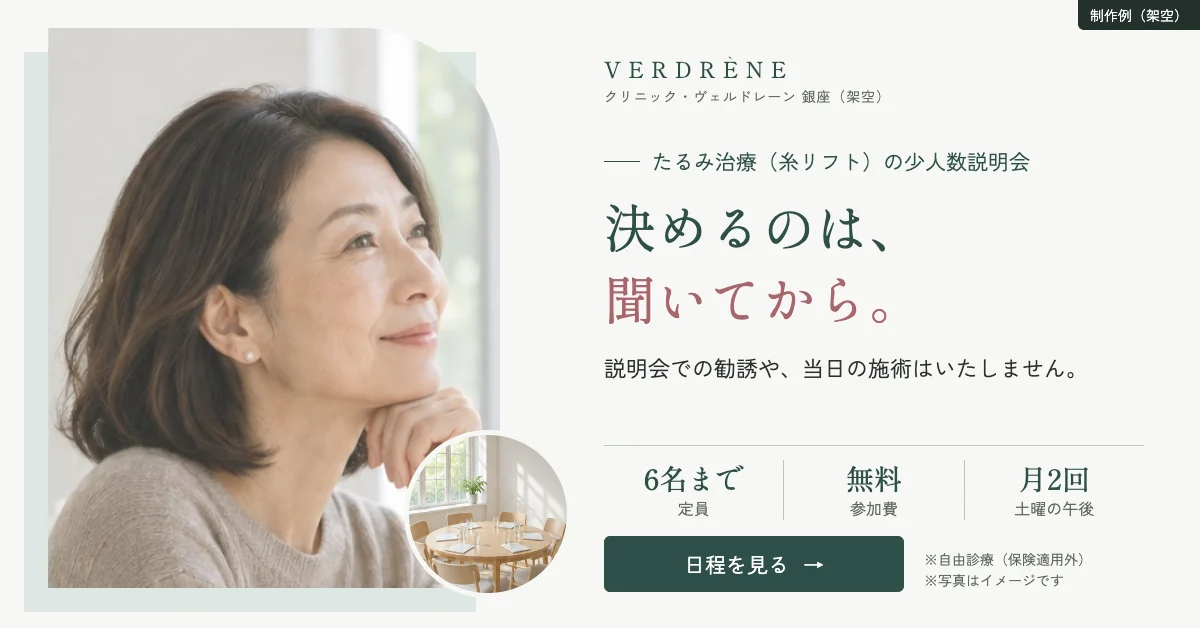 制作例（架空）
VERDRÈNE
クリニック・ヴェルドレーン 銀座（架空）
たるみ治療（糸リフト）の少人数説明会
決めるのは、
聞いてから。
説明会での勧誘や、当日の施術はいたしません。
6名まで
定員
無料
参加費
月2回
土曜の午後
日程を見る →
※自由診療（保険適用外）
※写真はイメージです